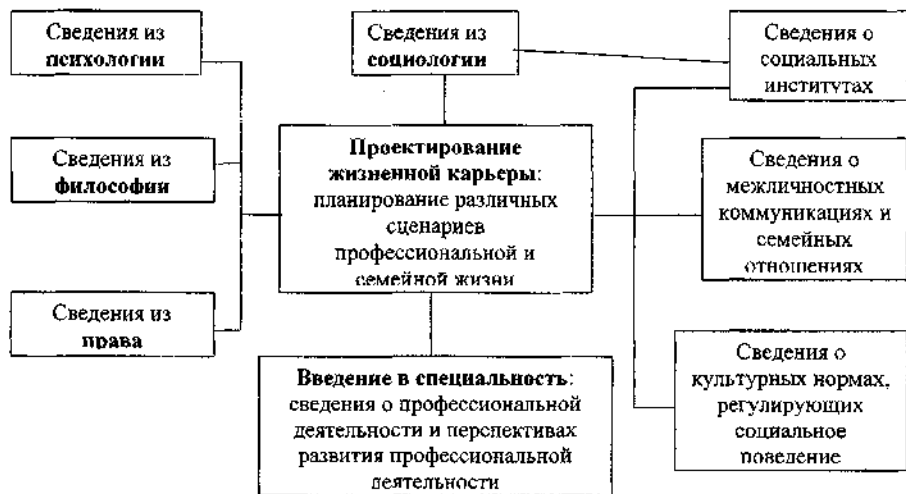 Сведения из
психологии
Сведения из
социологии
Сведения о
социальных
институтах
Сведения из
философии
Проектирование
жизненной карьеры:
планирование различных
сценариев
профессиональной и
семейной жизни
Сведения о
межличностных
коммуникациях и
семейных
отношениях
Сведения из
права
Введение в специальность:
сведения о профессиональной
деятельности и перспективах
развития профессиональной
деятельности
Сведения о
культурных нормах,
регулирующих
социальное
поведение